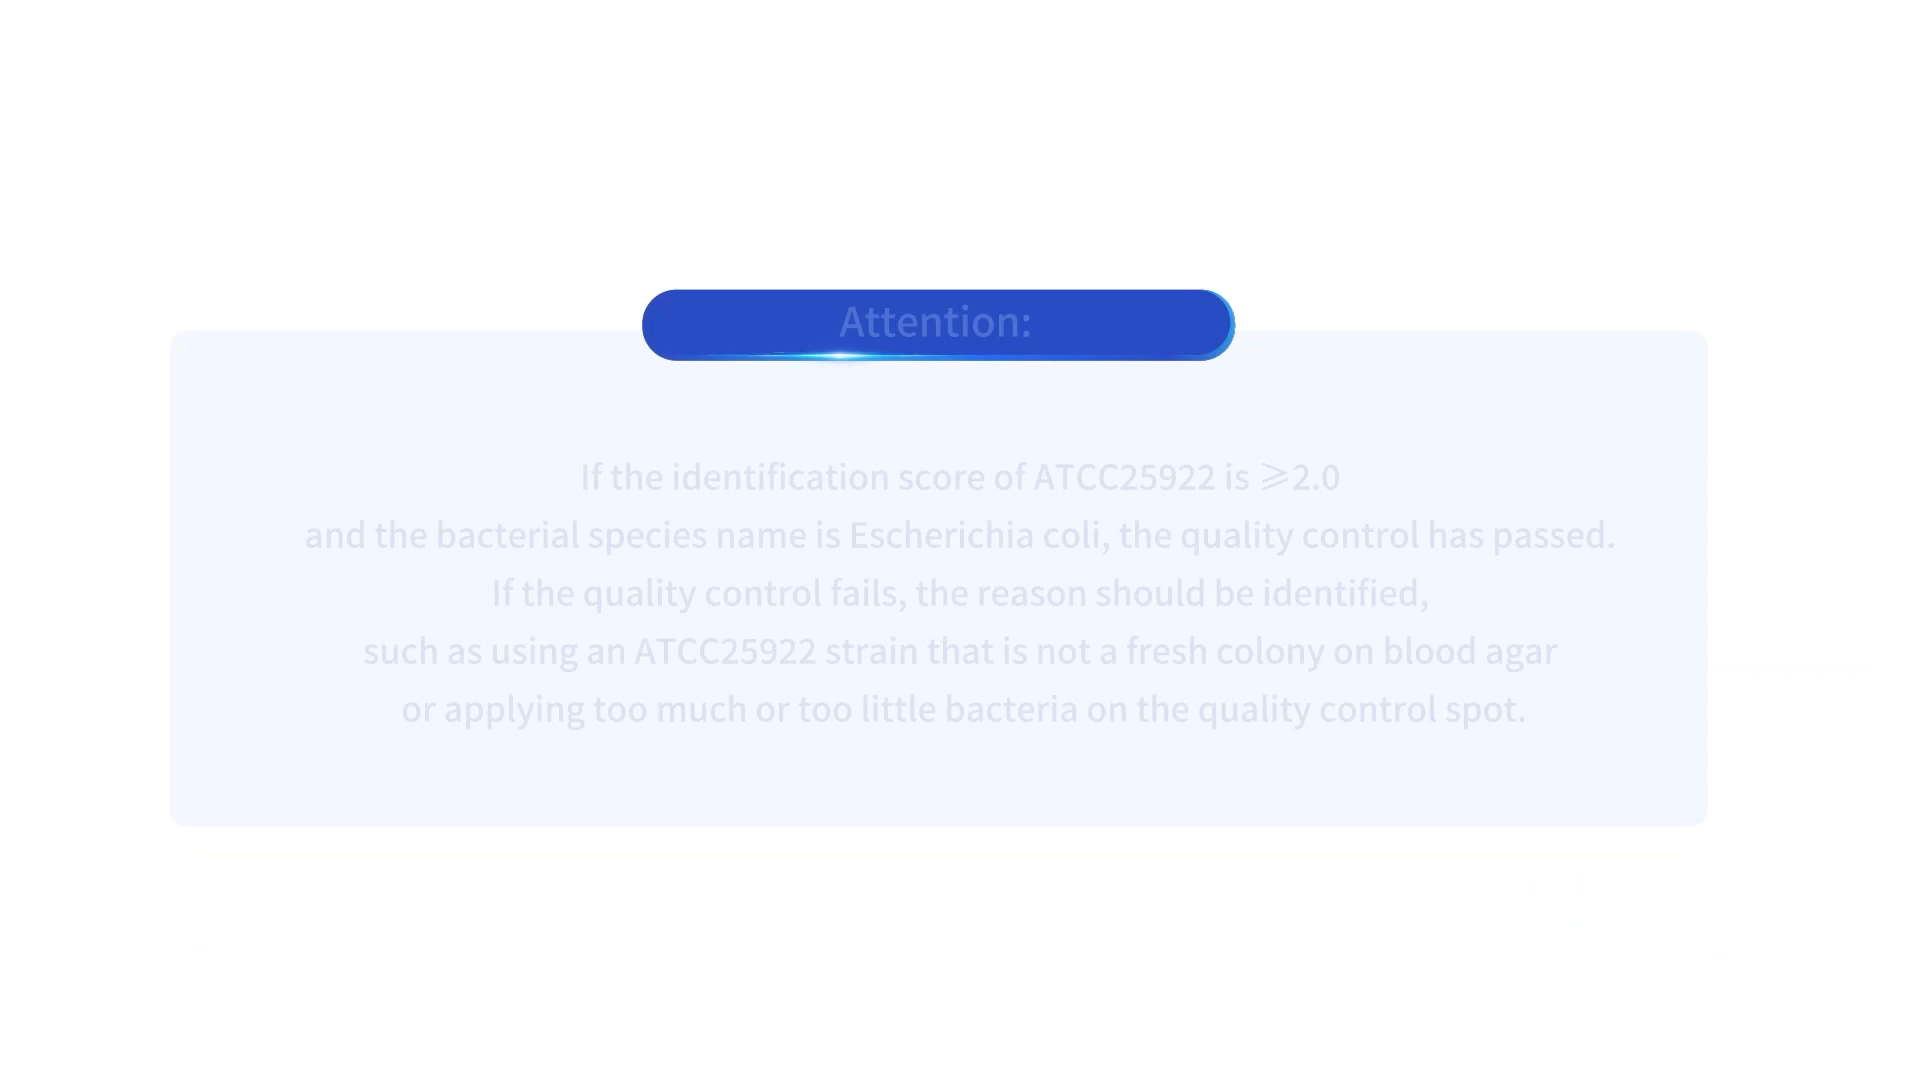 Attention:
If the identification score of ATCC25922 is ⩾2.0
and the bacterial species name is Escherichia coli, the quality control has passed.
If the quality control fails, the reason should be identified,
such as using an ATCC25922 strain that is not a fresh colony on blood agar
or applying too much or too little bacteria on the quality control spot.